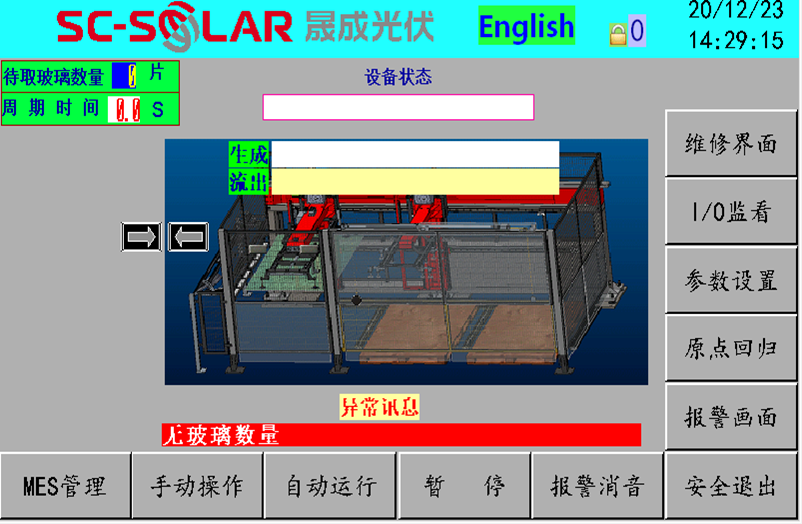 SC-SOLAR 晟成光伏
English
0
20/12/23
14:29:15
待取玻璃数量 0 片
周期时间 0.0 S
设备状态
生成
流出
维修界面
I/O监看
参数设置
原点回归
报警画面
异常讯息
无玻璃数量
MES管理
手动操作
自动运行
暂 停
报警消音
安全退出